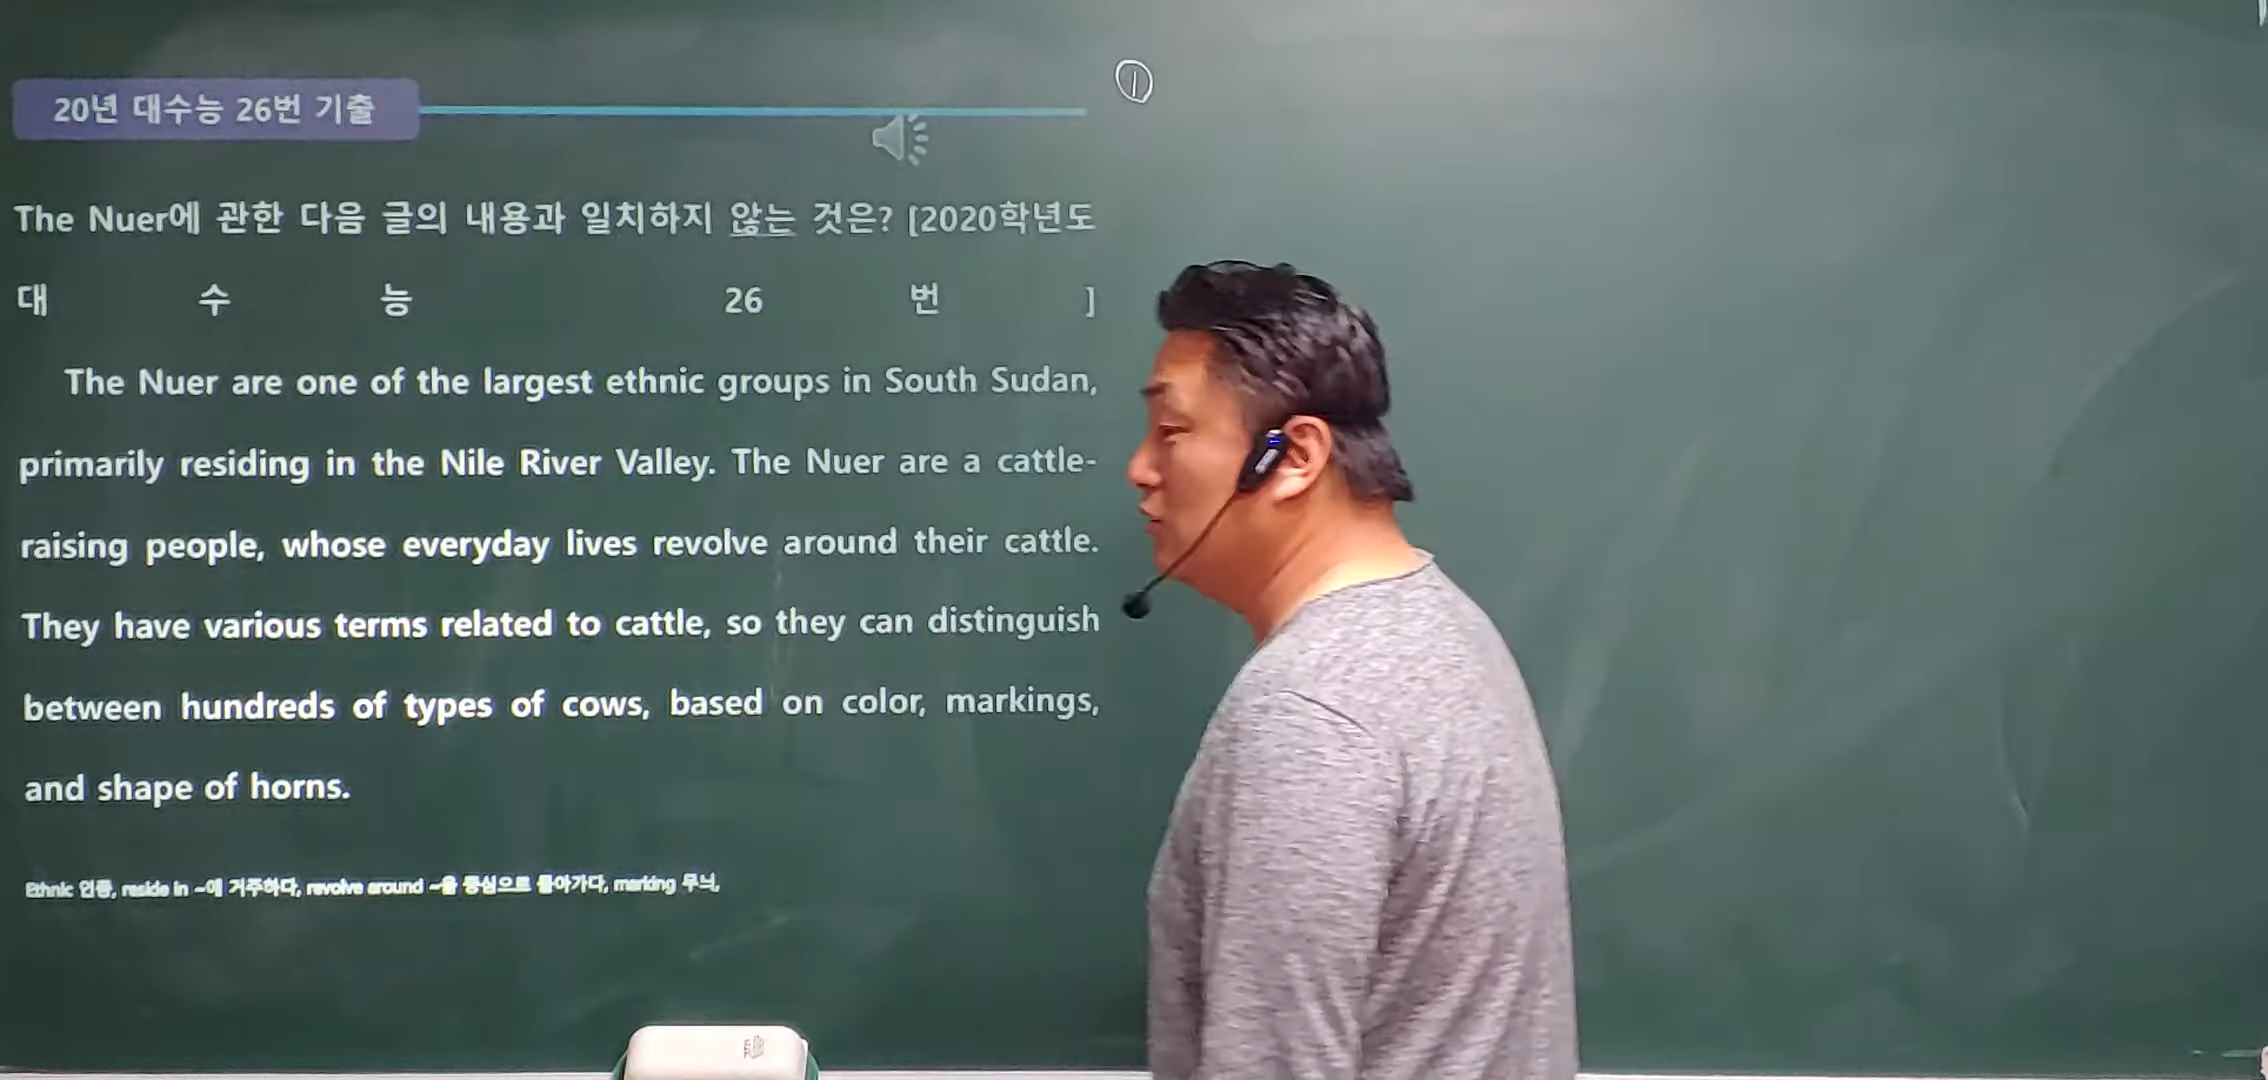 20년 대수능 26번 기출
①
The Nuer에 관한 다음 글의 내용과 일치하지 않는 것은? [2020학년도
대 수 능 26 번 ]
The Nuer are one of the largest ethnic groups in South Sudan,
primarily residing in the Nile River Valley. The Nuer are a cattle-
raising people, whose everyday lives revolve around their cattle.
They have various terms related to cattle, so they can distinguish
between hundreds of types of cows, based on color, markings,
and shape of horns.
Ethnic 인종, reside in ~에 거주하다, revolve around ~을 중심으로 돌아가다, marking 무늬,